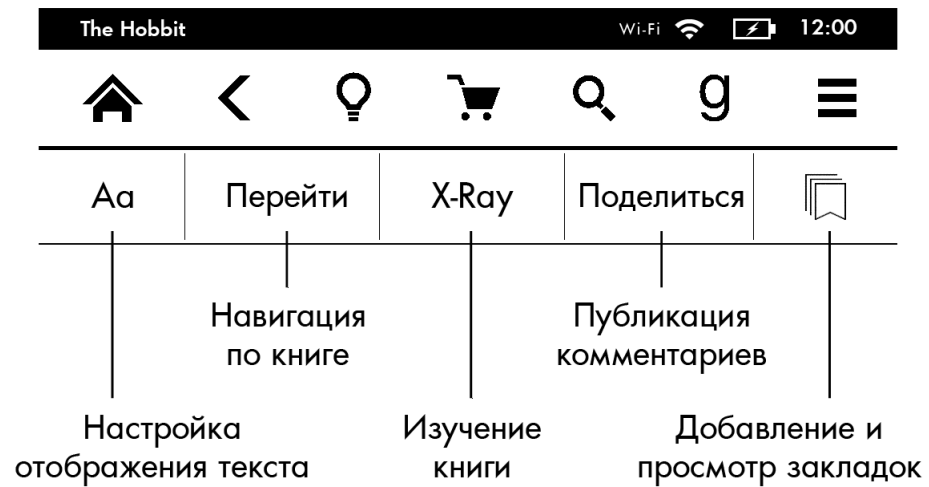 The Hobbit Wi-Fi 12:00
g
Aa Перейти X-Ray Поделиться
Навигация
по книге
Публикация
комментариев
Настройка
отображения текста
Изучение
книги
Добавление и
просмотр закладок